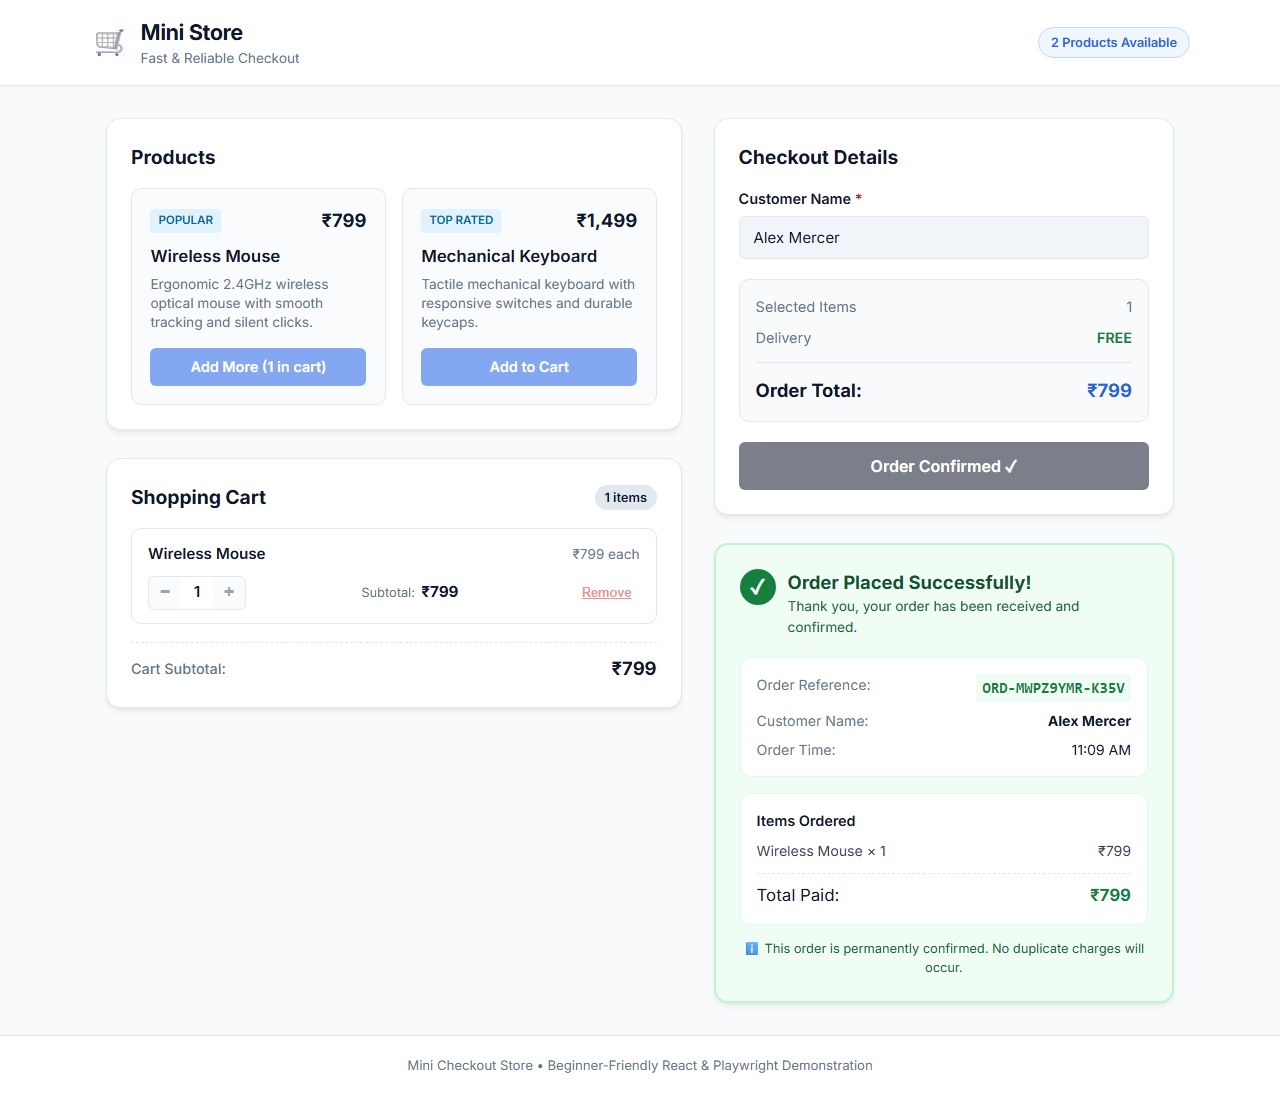 Mini Store
Fast & Reliable Checkout
2 Products Available
Products
POPULAR
₹799
Wireless Mouse
Ergonomic 2.4GHz wireless
optical mouse with smooth
tracking and silent clicks.
Add More (1 in cart)
TOP RATED
₹1,499
Mechanical Keyboard
Tactile mechanical keyboard with
responsive switches and durable
keycaps.
Add to Cart
Shopping Cart
1 items
Wireless Mouse
₹799 each
− 1 +
Subtotal: ₹799
Remove
Cart Subtotal:
₹799
Checkout Details
Customer Name *
Alex Mercer
Selected Items
1
Delivery
FREE
Order Total:
₹799
Order Confirmed ✓
Order Placed Successfully!
Thank you, your order has been received and
confirmed.
Order Reference:
ORD-MWPZ9YMR-K35V
Customer Name:
Alex Mercer
Order Time:
11:09 AM
Items Ordered
Wireless Mouse × 1
₹799
Total Paid:
₹799
ℹ️ This order is permanently confirmed. No duplicate charges will
occur.
Mini Checkout Store • Beginner-Friendly React & Playwright Demonstration